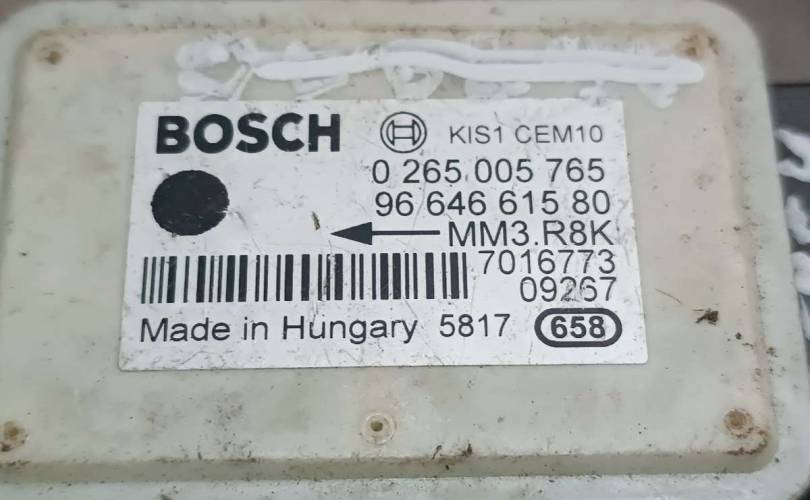 BOSCH KIS1 CEM10
0 265 005 765
96 646 615 80
MM3.R8K
7016773
09267
Made in Hungary 5817 658